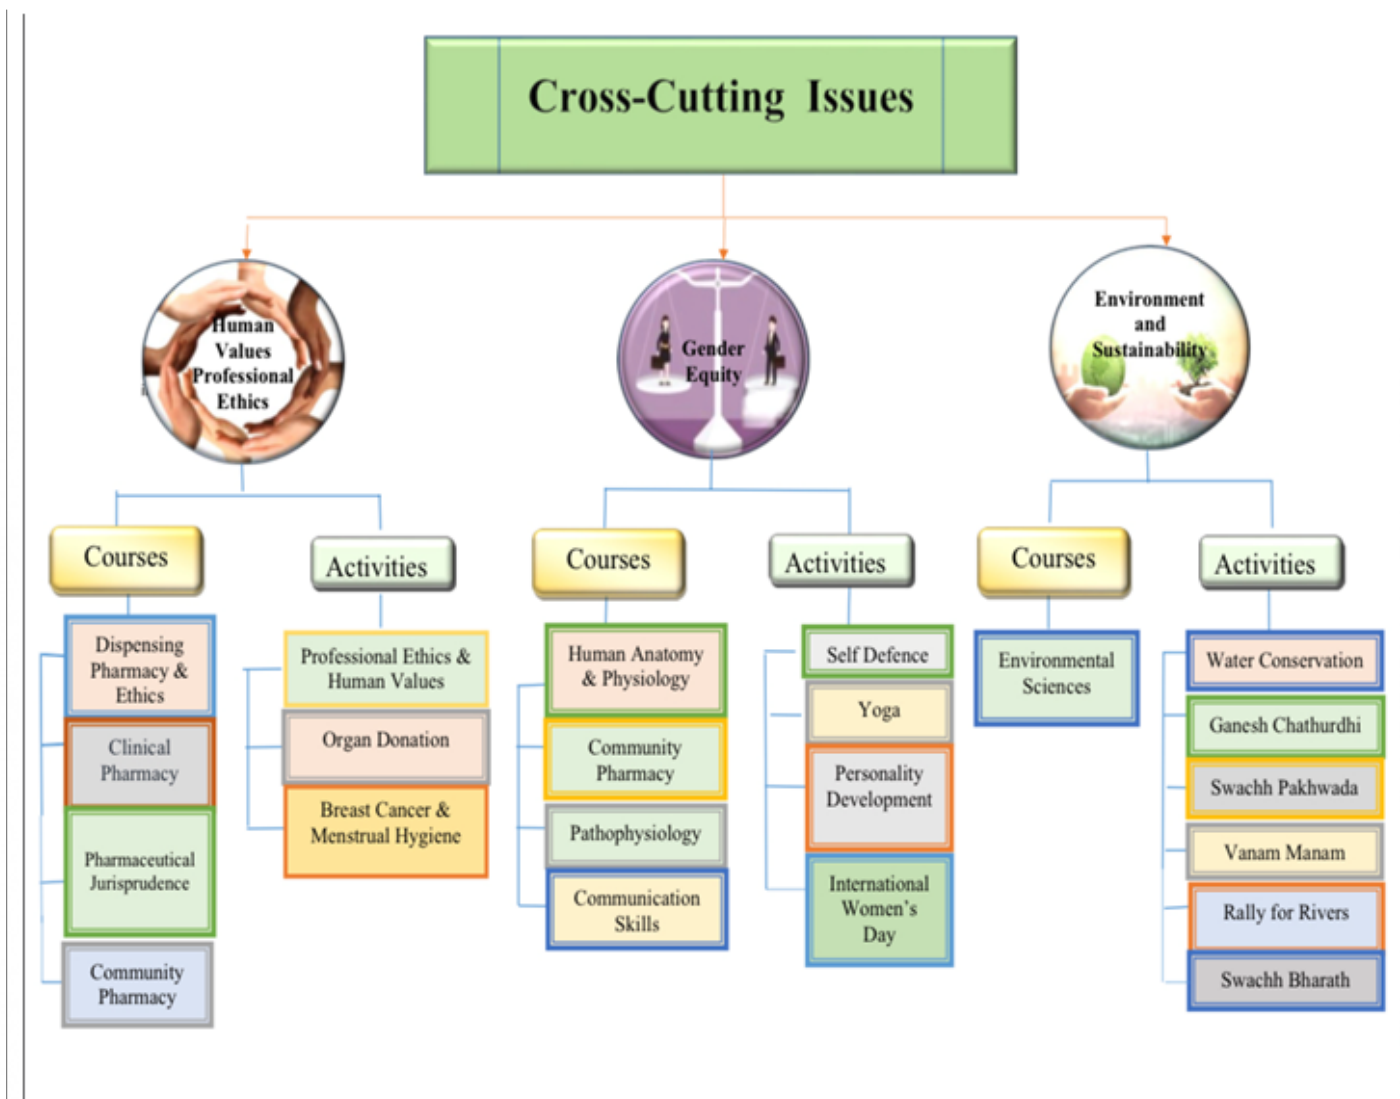 Cross-Cutting Issues
Human
Values
Professional
Ethics
Gender
Equity
Environment
and
Sustainability
Courses
Dispensing
Pharmacy &
Ethics
Clinical
Pharmacy
Pharmaceutical
Jurisprudence
Community
Pharmacy
Activities
Professional Ethics &
Human Values
Organ Donation
Breast Cancer &
Menstrual Hygiene
Courses
Human Anatomy
& Physiology
Community
Pharmacy
Pathophysiology
Communication
Skills
Activities
Self Defence
Yoga
Personality
Development
International
Women's
Day
Courses
Environmental
Sciences
Activities
Water Conservation
Ganesh Chathurdhi
Swachh Pakhwada
Vanam Manam
Rally for Rivers
Swachh Bharath